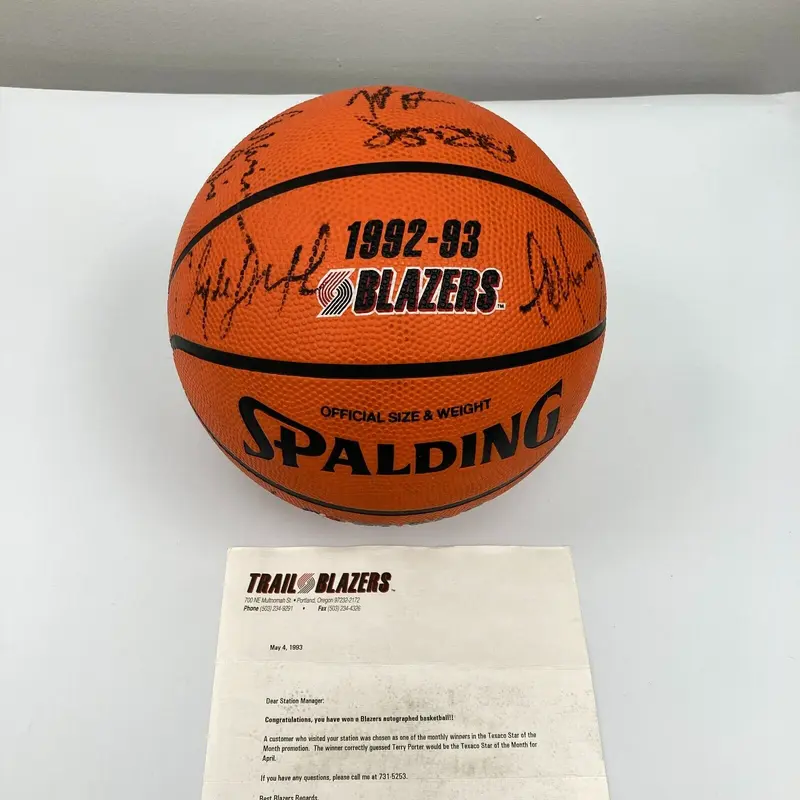 1992-93
BLAZERS™
OFFICIAL SIZE & WEIGHT
SPALDING
TRAIL BLAZERS™
700 NE Multnomah St. • Portland, Oregon 97232-2172
Phone (503) 234-9291 • Fax (503) 234-4326
May 4, 1993
Dear Station Manager:
Congratulations, you have won a Blazers autographed basketball!!
A customer who visited your station was chosen as one of the monthly winners in the Texaco Star of the
Month promotion. The winner correctly guessed Terry Porter would be the Texaco Star of the Month for
April.
If you have any questions, please call me at 731-5253.
Best Blazers Regards,